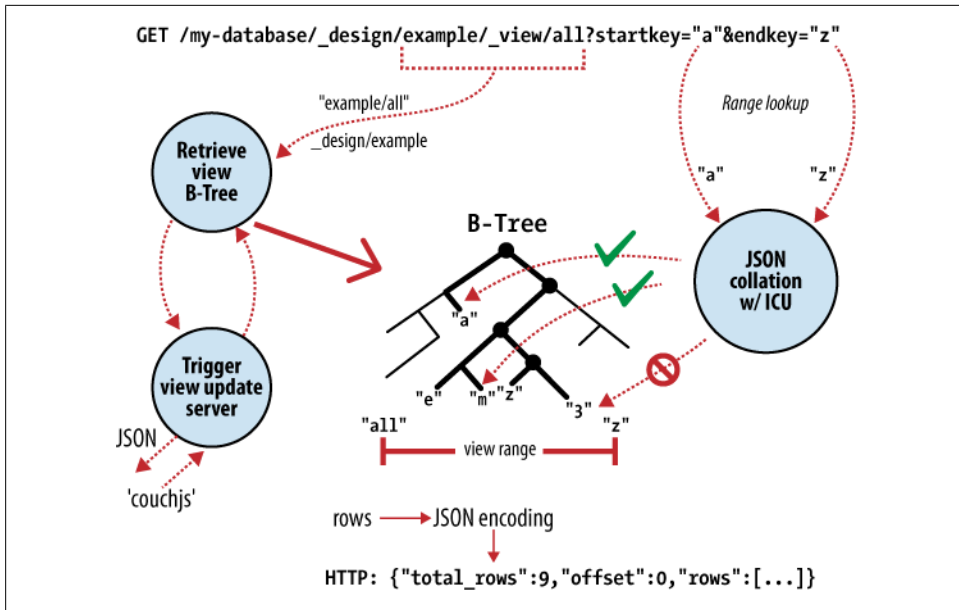 GET /my-database/_design/example/_view/all?startkey="a"&endkey="z"
"example/all"
_design/example
Range lookup
"a"
"z"
Retrieve
view
B-Tree
B-Tree
JSON
collation
w/ ICU
"a"
Trigger
view update
server
"e"
"m"
"z"
"3"
"all"
"z"
view range
JSON
'couchjs'
rows
JSON encoding
HTTP: {"total_rows":9,"offset":0,"rows":[...]}